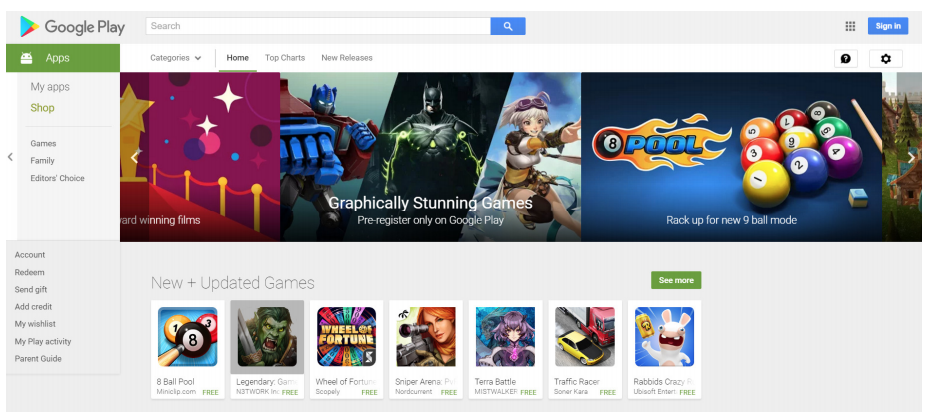 Google Play
Search
Sign in
Apps
Categories
Home
Top Charts
New Releases
My apps
Shop
Games
Family
Editors' Choice
Account
Redeem
Send gift
Add credit
My wishlist
My Play activity
Parent Guide
ward winning films
Graphically Stunning Games
Pre-register only on Google Play
8 POOL
Rack up for new 9 ball mode
New + Updated Games
See more
8 Ball Pool
Miniclip.com FREE
Legendary: Game
N3TWORK Inc FREE
WHEEL OF FORTUNE
Wheel of Fortune
Scopely FREE
Sniper Arena: Pv
Nordcurrent FREE
Terra Battle
MISTWALKER FREE
Traffic Racer
Soner Kara FREE
Rabbids Crazy R
Ubisoft Entert FREE